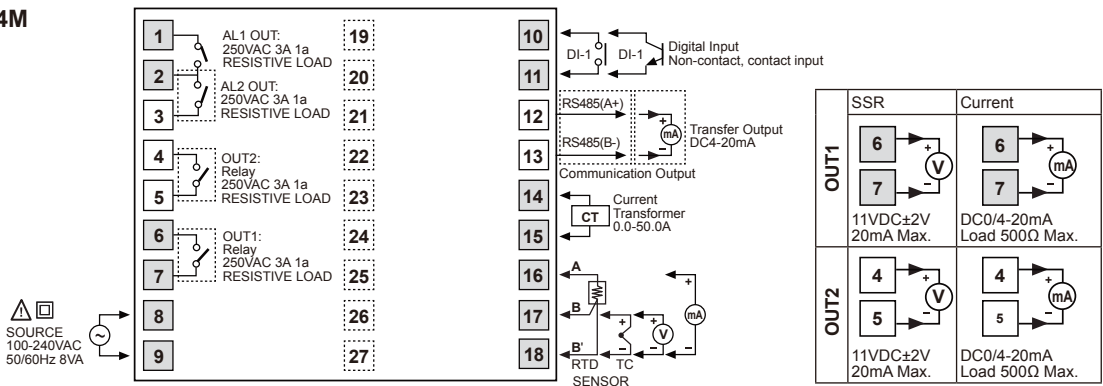 4M
1
AL1 OUT:
250VAC 3A 1a
RESISTIVE LOAD
2
AL2 OUT:
250VAC 3A 1a
RESISTIVE LOAD
3
4
OUT2:
Relay
250VAC 3A 1a
RESISTIVE LOAD
5
6
OUT1:
Relay
250VAC 3A 1a
RESISTIVE LOAD
7
8
9
SOURCE
100-240VAC
50/60Hz 8VA
~
19
20
21
22
23
24
25
26
27
10
11
12
13
14
15
16
17
18
DI-1
DI-1
Digital Input
Non-contact, contact input
RS485(A+)
RS485(B-)
+
mA
−
Transfer Output
DC4-20mA
Communication Output
CT
Current
Transformer
0.0-50.0A
A
B
B'
RTD
TC
SENSOR
+
−
+
V
−
+
mA
−
SSR
Current
OUT1
6
7
+
V
−
11VDC±2V
20mA Max.
6
7
+
mA
−
DC0/4-20mA
Load 500Ω Max.
OUT2
4
5
+
V
−
11VDC±2V
20mA Max.
4
5
+
mA
−
DC0/4-20mA
Load 500Ω Max.